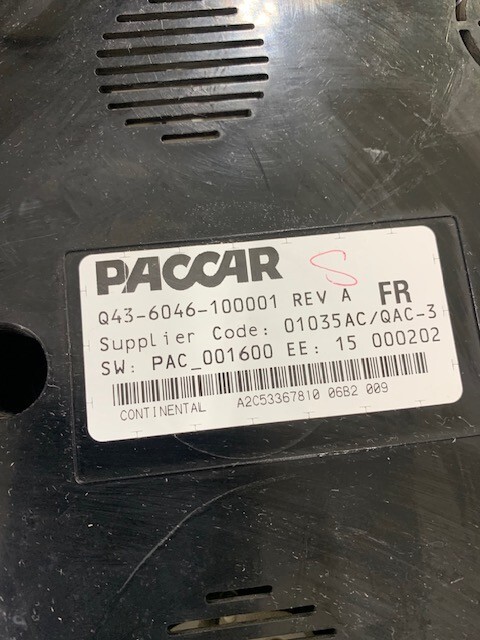 PACCAR S
Q43-6046-100001 REV A FR
Supplier Code: 01035AC/QAC-3
SW: PAC_001600 EE: 15 000202
CONTINENTAL A2C53367810 06B2 009